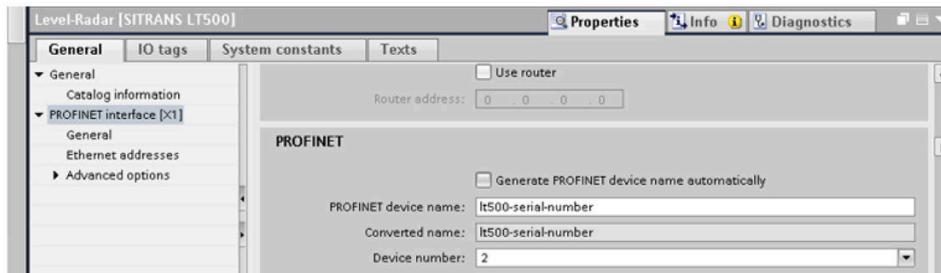 Level-Radar [SITRANS LT500]
Properties
Info
Diagnostics
General
IO tags
System constants
Texts
General
Catalog information
PROFINET interface [X1]
General
Ethernet addresses
Advanced options
Use router
Router address: 0 . 0 . 0 . 0
PROFINET
Generate PROFINET device name automatically
PROFINET device name: lt500-serial-number
Converted name: lt500-serial-number
Device number: 2